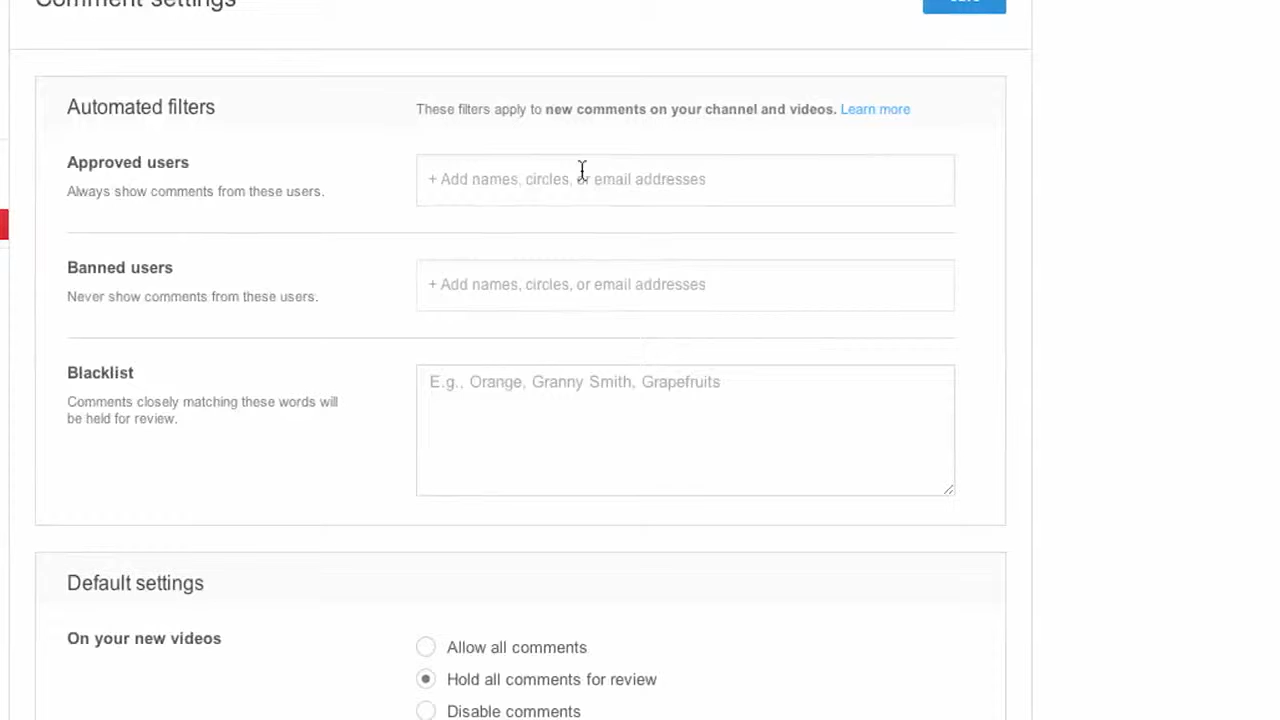 Comment settings
Automated filters
These filters apply to new comments on your channel and videos. Learn more
Approved users
Always show comments from these users.
+ Add names, circles, or email addresses
Banned users
Never show comments from these users.
+ Add names, circles, or email addresses
Blacklist
Comments closely matching these words will
be held for review.
E.g., Orange, Granny Smith, Grapefruits
Default settings
On your new videos
Allow all comments
Hold all comments for review
Disable comments